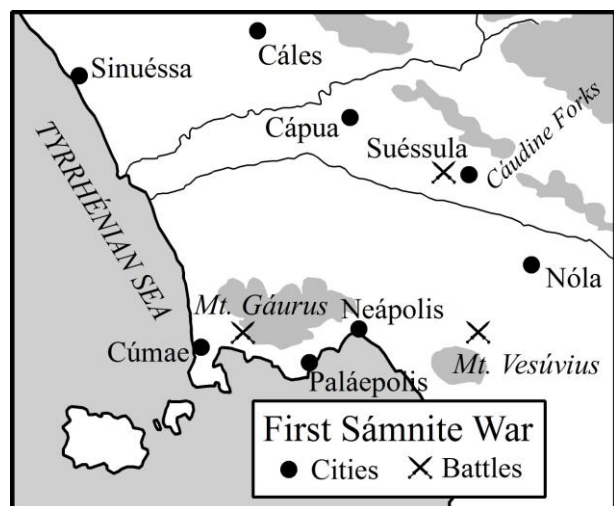 Cáles
Sinuéssa
Cápua
Suéssula
Cáudine Forks
TYRRHÉNIAN SEA
Nóla
Mt. Gáurus
Neápolis
Cúmae
Mt. Vesúvius
Paláepolis
First Sámnite War
Cities
Battles